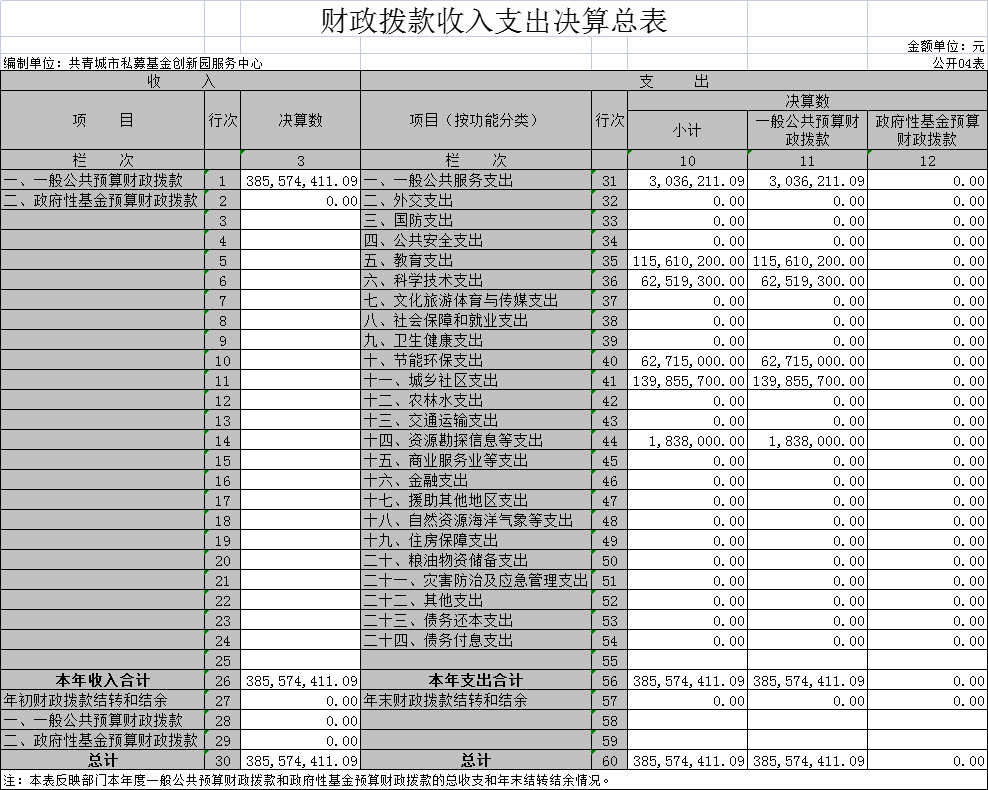 财政拨款收入支出决算总表
金额单位：元
编制单位：共青城市私募基金创新园服务中心 公开04表
收 入 支 出
项 目 行次 决算数 项目（按功能分类） 行次 决算数
小计 一般公共预算财政拨款 政府性基金预算财政拨款
栏 次 3 栏 次 10 11 12
一、一般公共预算财政拨款 1 385,574,411.09 一、一般公共服务支出 31 3,036,211.09 3,036,211.09 0.00
二、政府性基金预算财政拨款 2 0.00 二、外交支出 32 0.00 0.00 0.00
3 三、国防支出 33 0.00 0.00 0.00
4 四、公共安全支出 34 0.00 0.00 0.00
5 五、教育支出 35 115,610,200.00 115,610,200.00 0.00
6 六、科学技术支出 36 62,519,300.00 62,519,300.00 0.00
7 七、文化旅游体育与传媒支出 37 0.00 0.00 0.00
8 八、社会保障和就业支出 38 0.00 0.00 0.00
9 九、卫生健康支出 39 0.00 0.00 0.00
10 十、节能环保支出 40 62,715,000.00 62,715,000.00 0.00
11 十一、城乡社区支出 41 139,855,700.00 139,855,700.00 0.00
12 十二、农林水支出 42 0.00 0.00 0.00
13 十三、交通运输支出 43 0.00 0.00 0.00
14 十四、资源勘探信息等支出 44 1,838,000.00 1,838,000.00 0.00
15 十五、商业服务业等支出 45 0.00 0.00 0.00
16 十六、金融支出 46 0.00 0.00 0.00
17 十七、援助其他地区支出 47 0.00 0.00 0.00
18 十八、自然资源海洋气象等支出 48 0.00 0.00 0.00
19 十九、住房保障支出 49 0.00 0.00 0.00
20 二十、粮油物资储备支出 50 0.00 0.00 0.00
21 二十一、灾害防治及应急管理支出 51 0.00 0.00 0.00
22 二十二、其他支出 52 0.00 0.00 0.00
23 二十三、债务还本支出 53 0.00 0.00 0.00
24 二十四、债务付息支出 54 0.00 0.00 0.00
25 55
本年收入合计 26 385,574,411.09 本年支出合计 56 385,574,411.09 385,574,411.09 0.00
年初财政拨款结转和结余 27 0.00 年末财政拨款结转和结余 57 0.00 0.00 0.00
一、一般公共预算财政拨款 28 0.00 58
二、政府性基金预算财政拨款 29 0.00 59
总计 30 385,574,411.09 总计 60 385,574,411.09 385,574,411.09 0.00
注：本表反映部门本年度一般公共预算财政拨款和政府性基金预算财政拨款的总收支和年末结转结余情况。